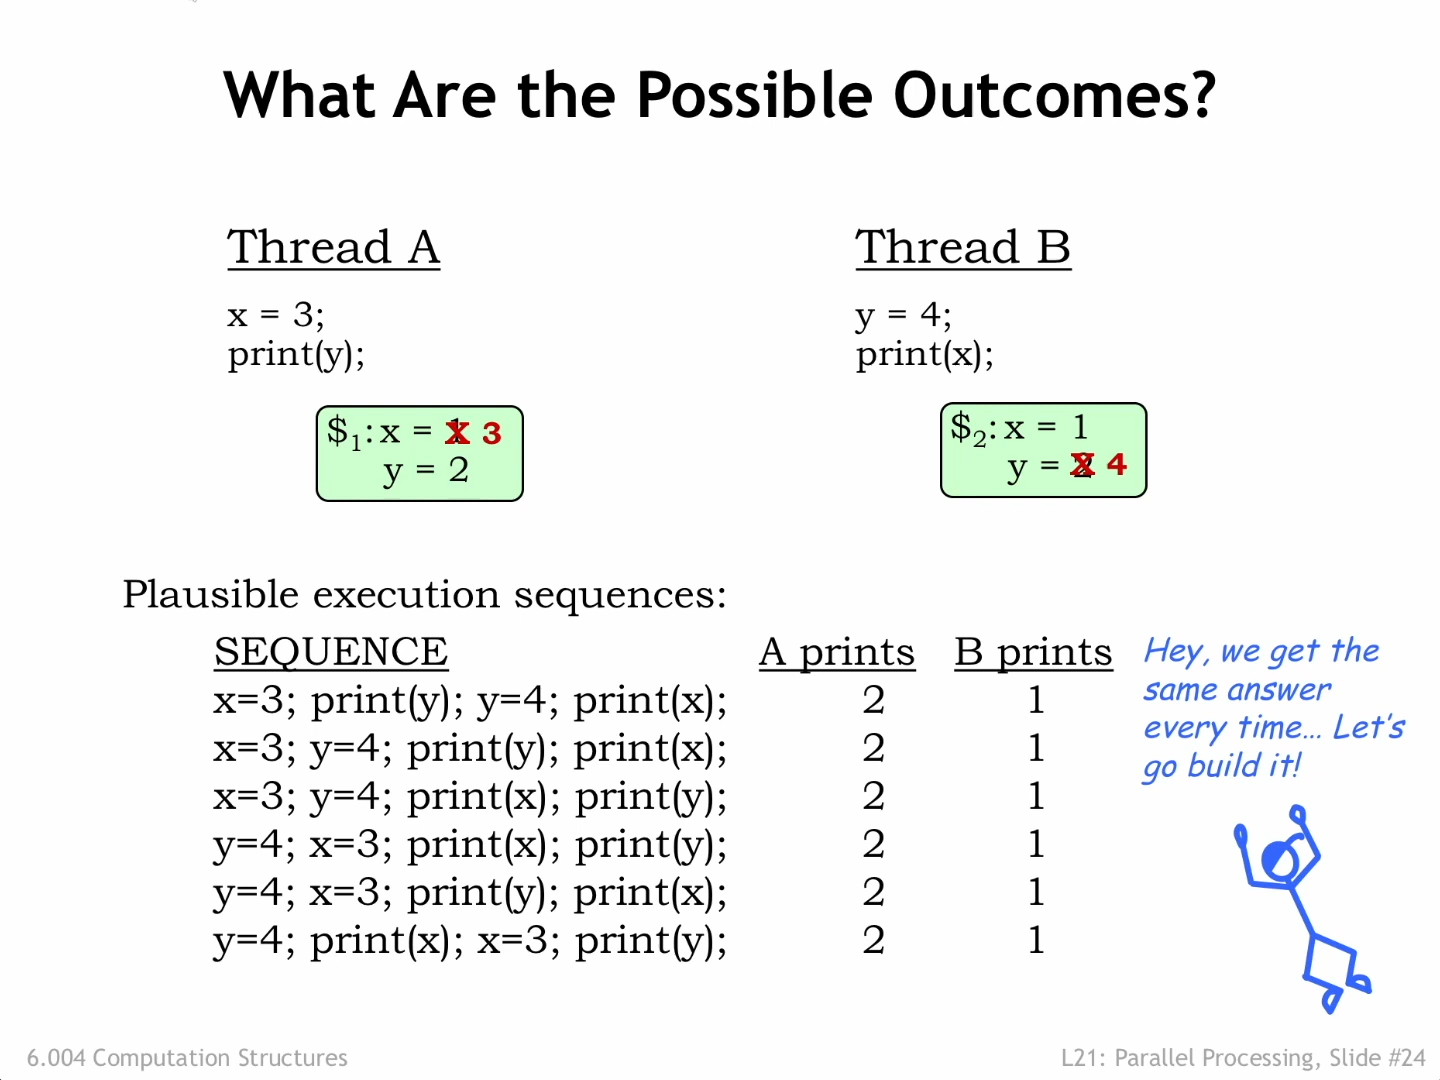 What Are the Possible Outcomes?
Thread A
x = 3;
print(y);
Thread B
y = 4;
print(x);
$1: x = 1 X 3
y = 2
$2: x = 1
y = 2 X 4
Plausible execution sequences:
SEQUENCE A prints B prints
x=3; print(y); y=4; print(x); 2 1
x=3; y=4; print(y); print(x); 2 1
x=3; y=4; print(x); print(y); 2 1
y=4; x=3; print(x); print(y); 2 1
y=4; x=3; print(y); print(x); 2 1
y=4; print(x); x=3; print(y); 2 1
Hey, we get the
same answer
every time… Let's
go build it!
6.004 Computation Structures
L21: Parallel Processing, Slide #24